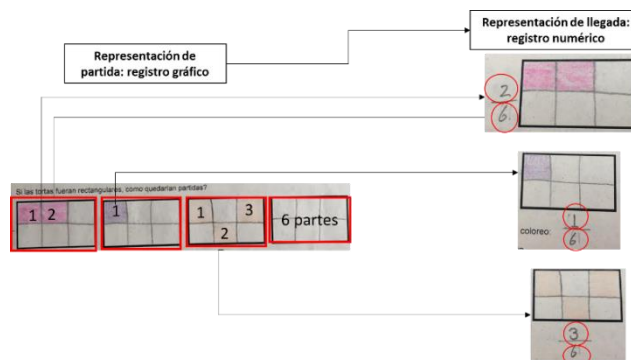 Representación de
partida: registro gráfico
Representación de llegada:
registro numérico
2
6
Si las tortas fueran rectangulares, como quedarían partidas?
1 2
1
1 3
2
6 partes
coloreo:
1
6
3
6